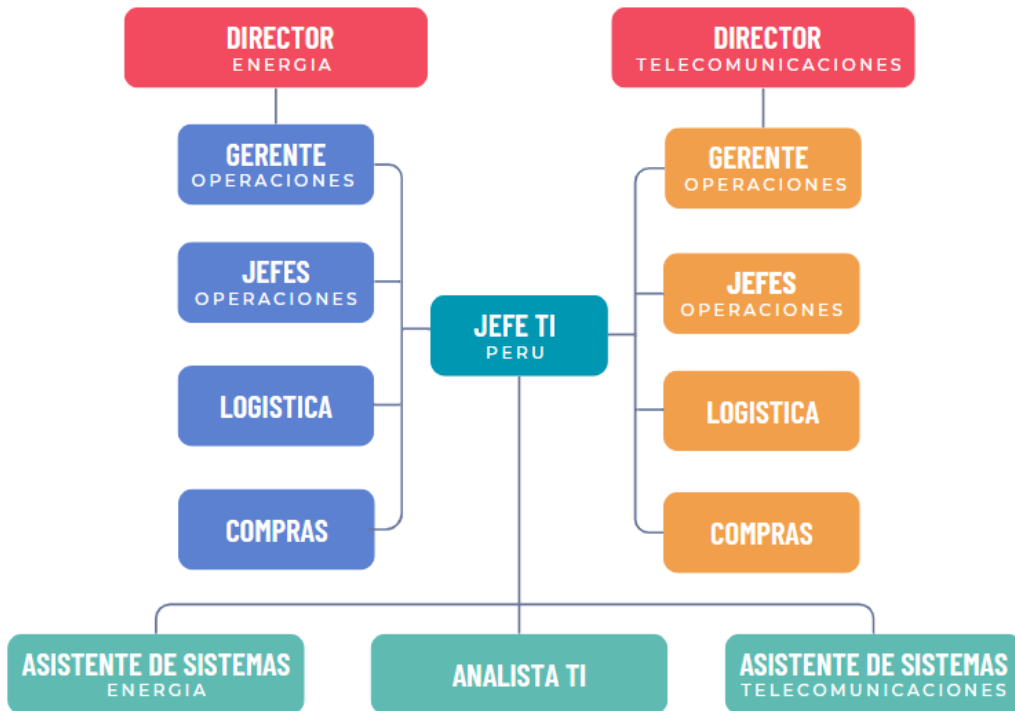 DIRECTOR
ENERGIA
DIRECTOR
TELECOMUNICACIONES
GERENTE
OPERACIONES
GERENTE
OPERACIONES
JEFES
OPERACIONES
JEFES
OPERACIONES
JEFE TI
PERU
LOGISTICA
LOGISTICA
COMPRAS
COMPRAS
ASISTENTE DE SISTEMAS
ENERGIA
ANALISTA TI
ASISTENTE DE SISTEMAS
TELECOMUNICACIONES